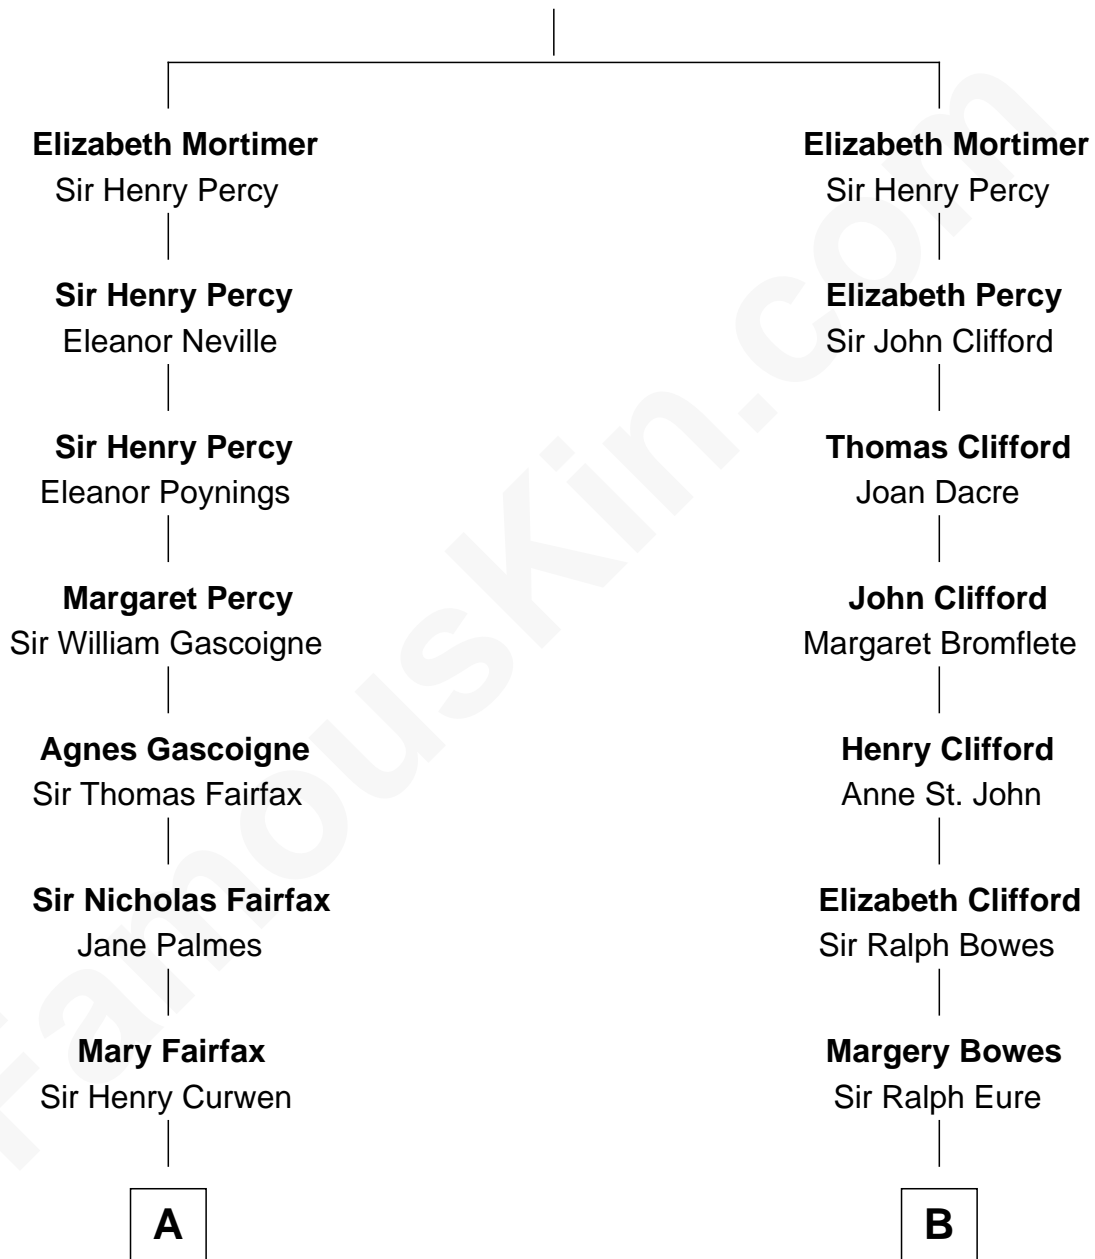 Elizabeth Mortimer
Sir Henry Percy
Sir Henry Percy
Eleanor Neville
Sir Henry Percy
Eleanor Poynings
Margaret Percy
Sir William Gascoigne
Agnes Gascoigne
Sir Thomas Fairfax
Sir Nicholas Fairfax
Jane Palmes
Mary Fairfax
Sir Henry Curwen
A
Elizabeth Mortimer
Sir Henry Percy
Elizabeth Percy
Sir John Clifford
Thomas Clifford
Joan Dacre
John Clifford
Margaret Bromflete
Henry Clifford
Anne St. John
Elizabeth Clifford
Sir Ralph Bowes
Margery Bowes
Sir Ralph Eure
B
FamousKin.com